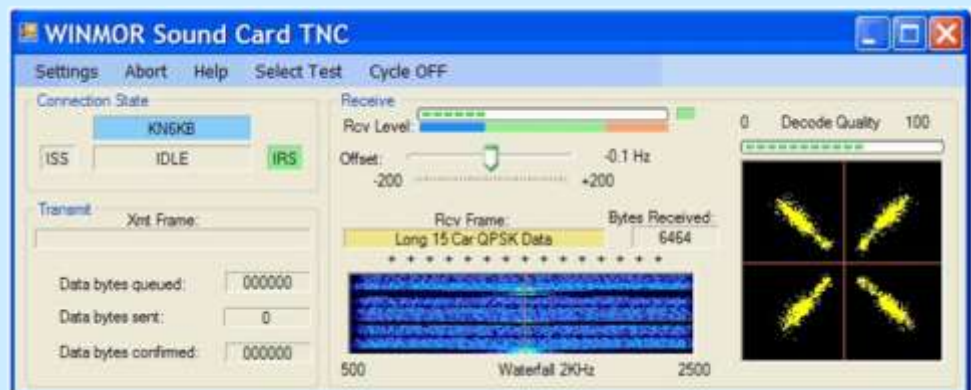 WINMOR Sound Card TNC
Settings Abort Help Select Test Cycle OFF
Connection State
KN6KB
ISS IDLE IRS
Transmit
Xmt Frame:
Data bytes queued: 000000
Data bytes sent: 0
Data bytes confirmed: 000000
Receive
Rcv Level:
Offset: -0.1 Hz
-200 +200
Rcv Frame: Bytes Received:
Long 15 Car QPSK Data 6464
500 Waterfall 2KHz 2500
0 Decode Quality 100